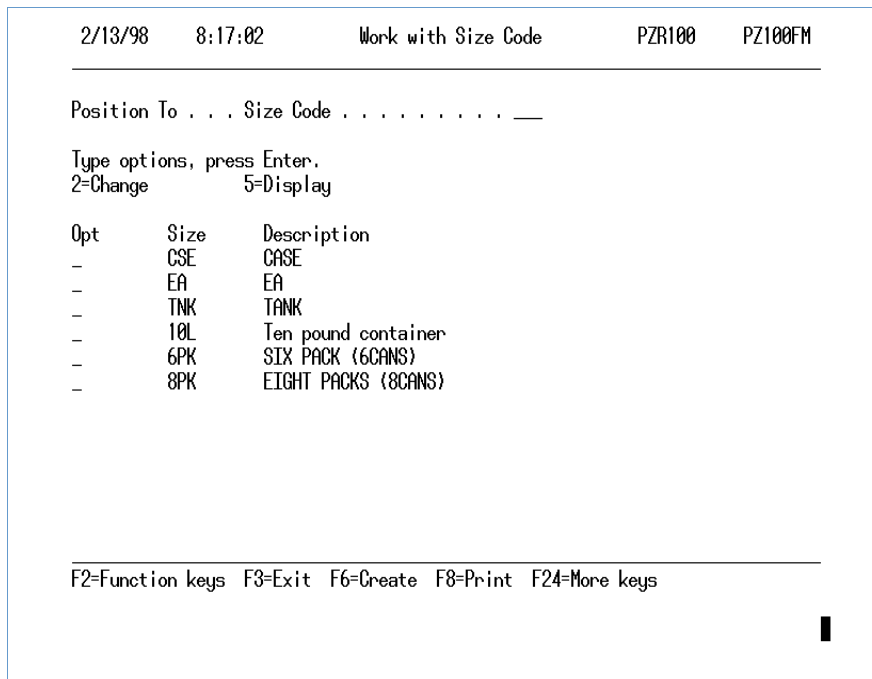 2/13/98 8:17:02 Work with Size Code PZR100 PZ100FM
Position To . . . Size Code . . . . . . . . . ___
Type options, press Enter.
2=Change 5=Display
Opt Size Description
_ CSE CASE
_ EA EA
_ TNK TANK
_ 10L Ten pound container
_ 6PK SIX PACK (6CANS)
_ 8PK EIGHT PACKS (8CANS)
F2=Function keys F3=Exit F6=Create F8=Print F24=More keys